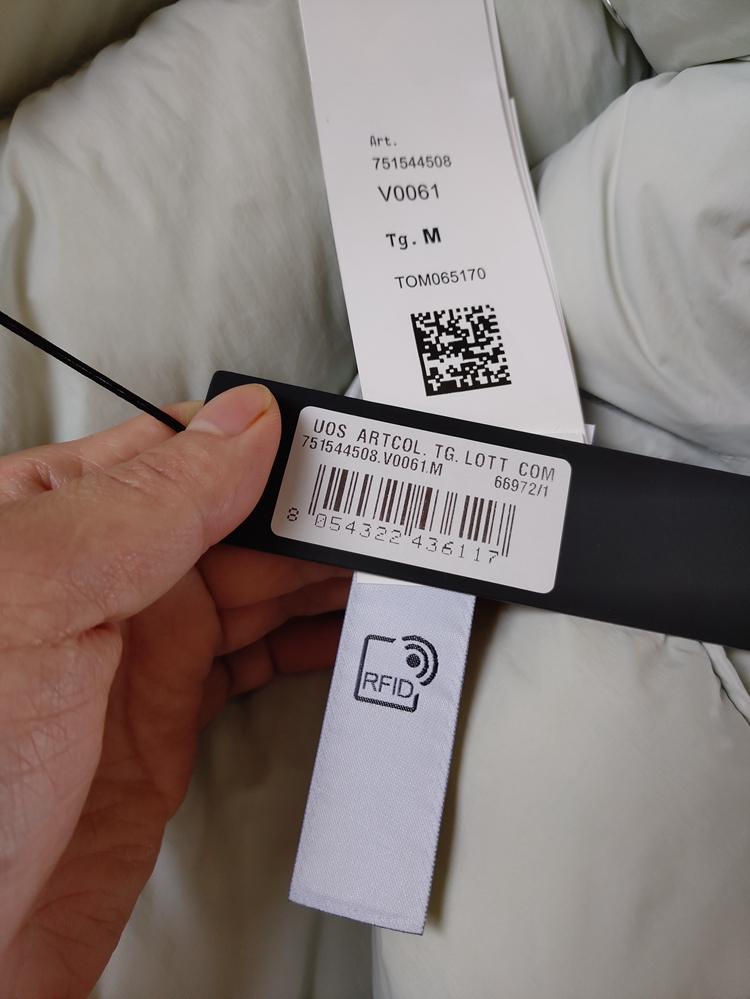 Art.
751544508
V0061
Tg. M
TOM065170
UOS ARTCOL. TG. LOTT COM
751544508.V0061.M
66972/1
8 054322 436117
RFID